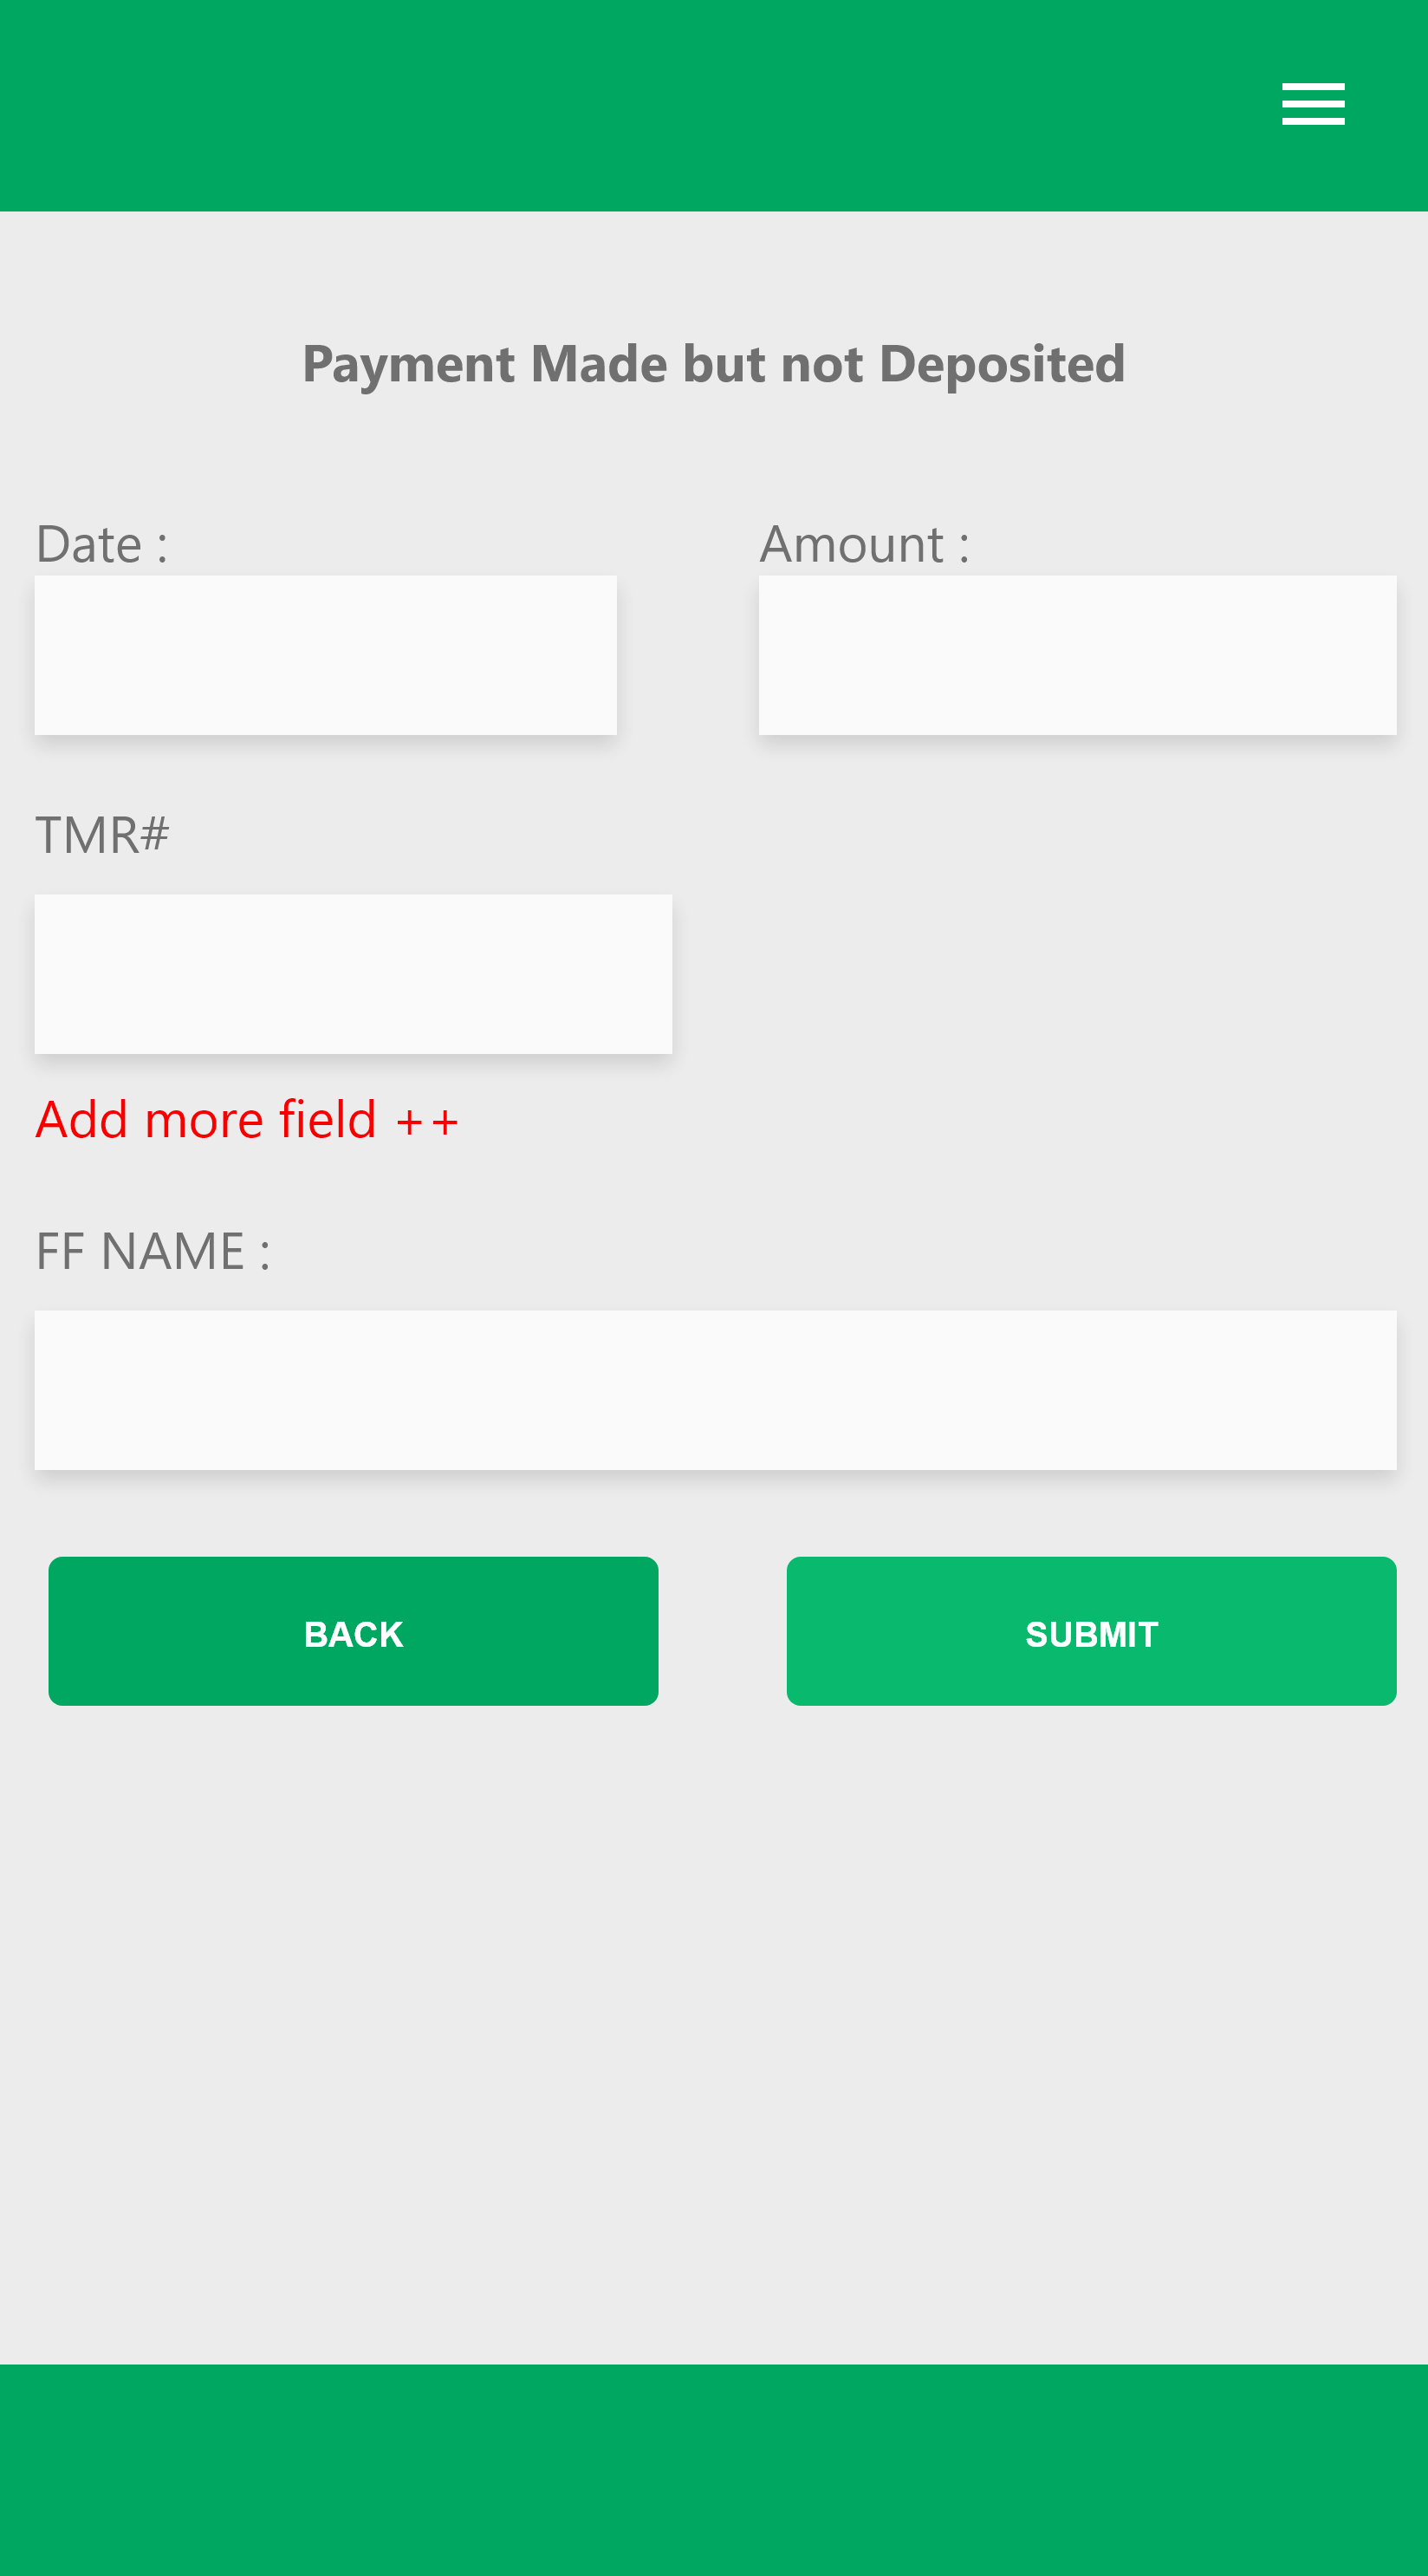 Payment Made but not Deposited
Date :
Amount :
TMR#
Add more field ++
FF NAME :
BACK
SUBMIT